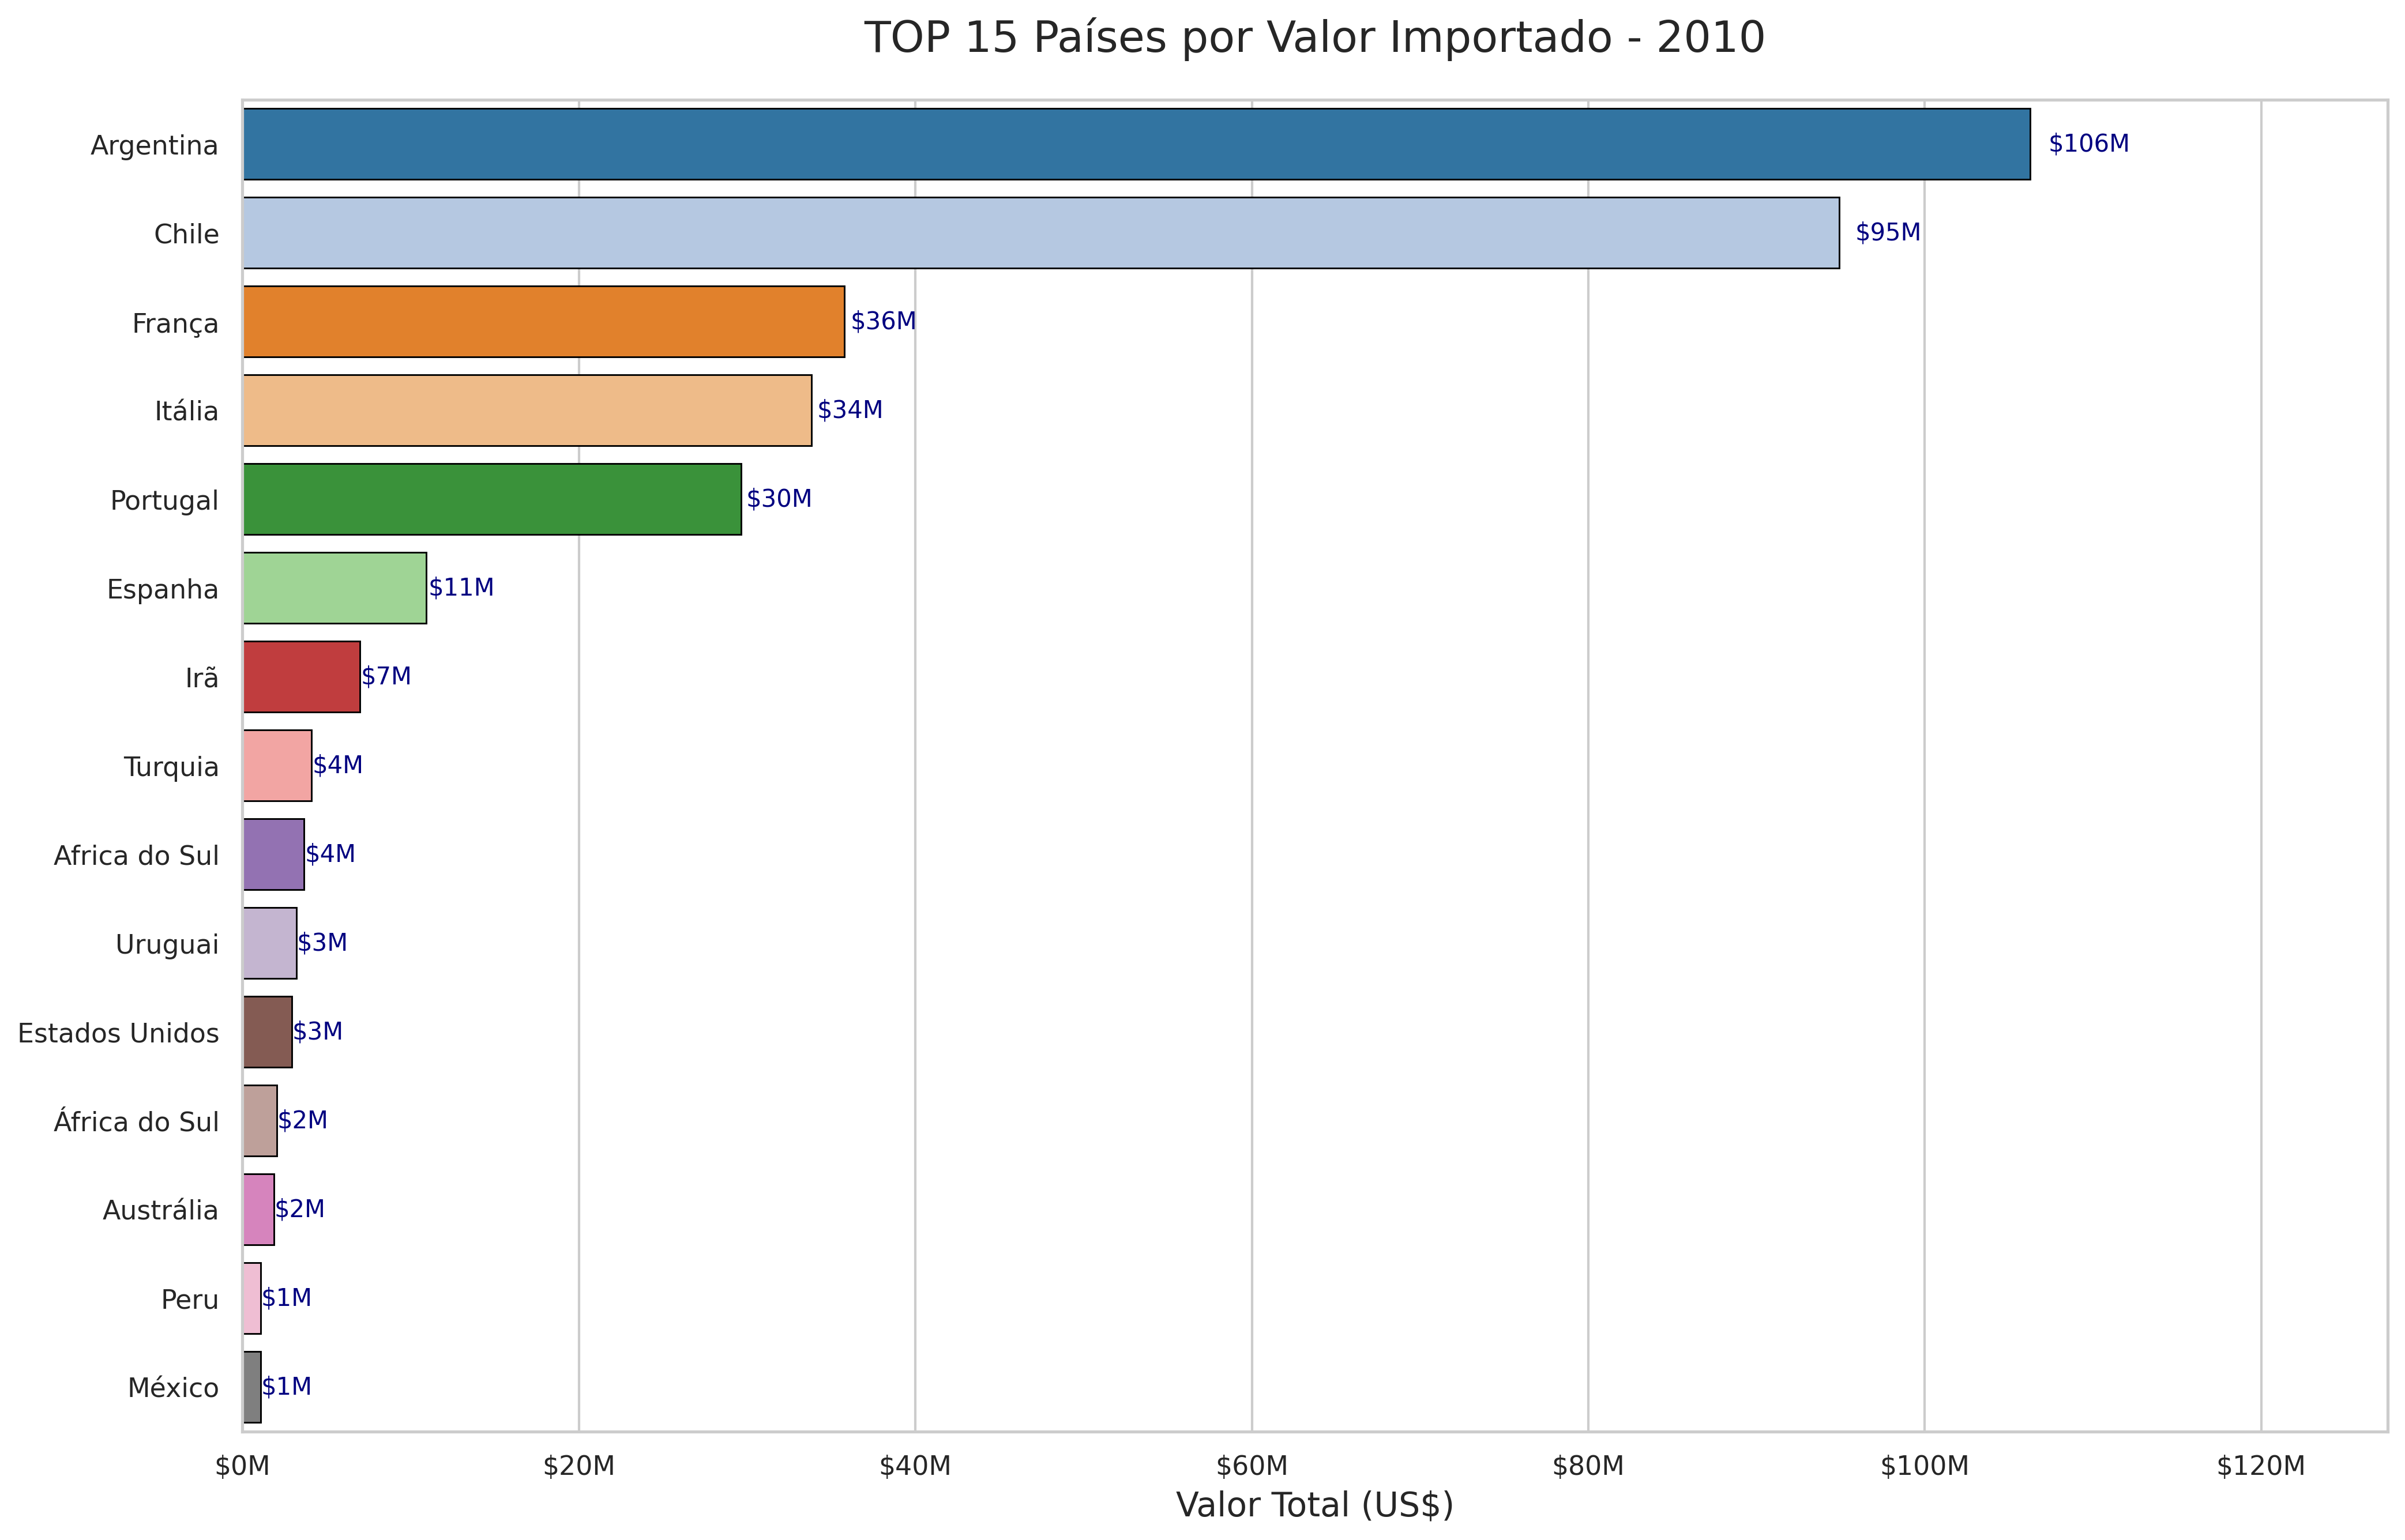 TOP 15 Países por Valor Importado - 2010
Argentina $106M
Chile $95M
França $36M
Itália $34M
Portugal $30M
Espanha $11M
Irã $7M
Turquia $4M
Africa do Sul $4M
Uruguai $3M
Estados Unidos $3M
África do Sul $2M
Austrália $2M
Peru $1M
México $1M
$0M $20M $40M $60M $80M $100M $120M
Valor Total (US$)